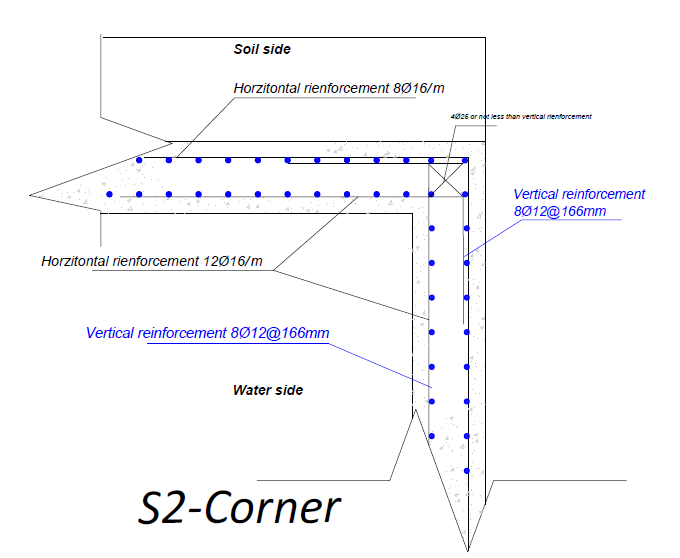 Soil side
Horzitontal rienforcement 8Ø16/m
4Ø25 or not less than vertical rienforcement
Vertical reinforcement
8Ø12@166mm
Horzitontal rienforcement 12Ø16/m
Vertical reinforcement 8Ø12@166mm
Water side
S2-Corner